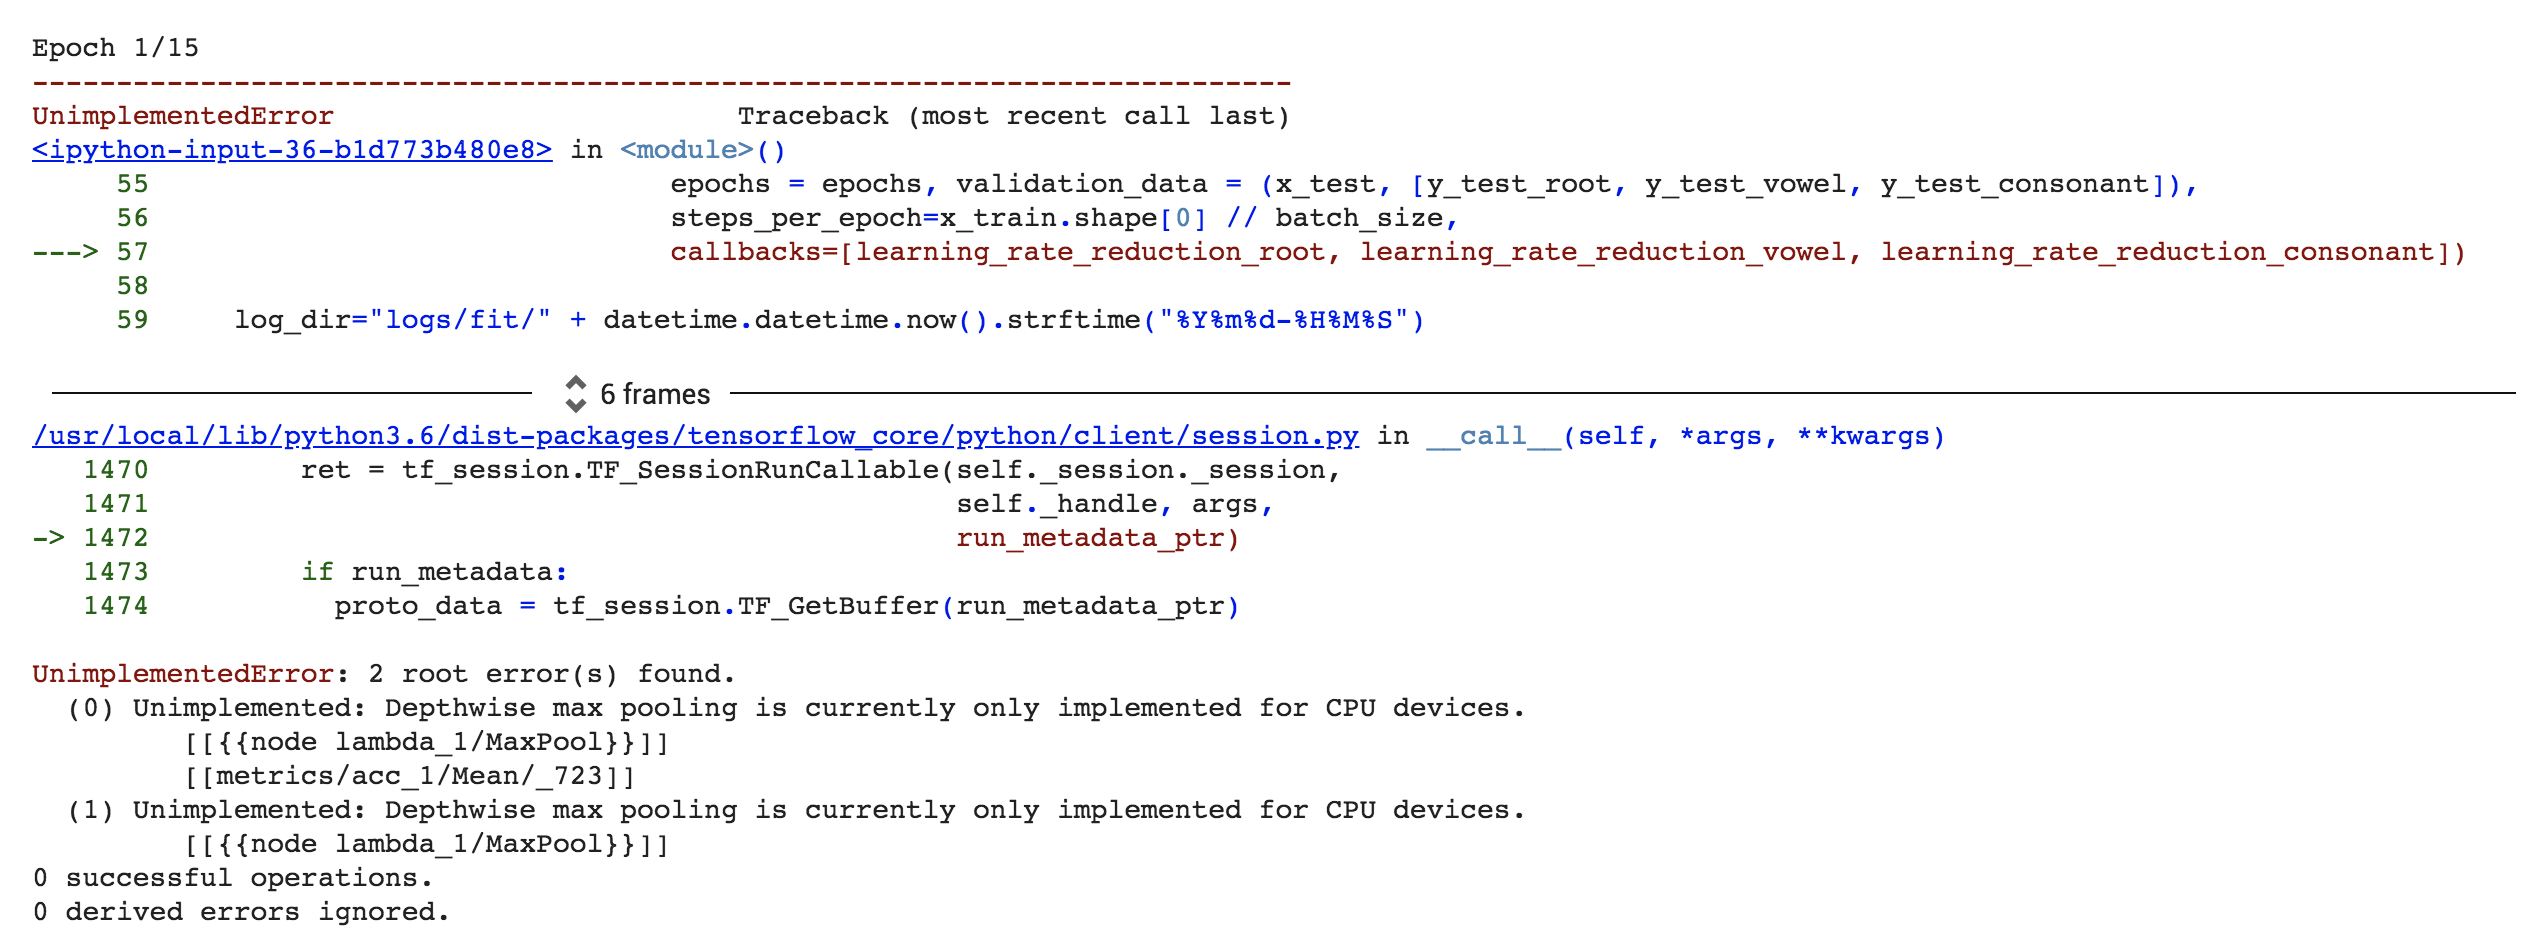 Epoch 1/15
---------------------------------------------------------------------------
UnimplementedError                        Traceback (most recent call last)
<ipython-input-36-b1d773b480e8> in <module>()
     55                               epochs = epochs, validation_data = (x_test, [y_test_root, y_test_vowel, y_test_consonant]),
     56                               steps_per_epoch=x_train.shape[0] // batch_size,
---> 57                               callbacks=[learning_rate_reduction_root, learning_rate_reduction_vowel, learning_rate_reduction_consonant])
     58
     59     log_dir="logs/fit/" + datetime.datetime.now().strftime("%Y%m%d-%H%M%S")
6 frames
/usr/local/lib/python3.6/dist-packages/tensorflow_core/python/client/session.py in __call__(self, *args, **kwargs)
   1470         ret = tf_session.TF_SessionRunCallable(self._session._session,
   1471                                                self._handle, args,
-> 1472                                                run_metadata_ptr)
   1473         if run_metadata:
   1474           proto_data = tf_session.TF_GetBuffer(run_metadata_ptr)
UnimplementedError: 2 root error(s) found.
  (0) Unimplemented: Depthwise max pooling is currently only implemented for CPU devices.
         [[{{node lambda_1/MaxPool}}]]
         [[metrics/acc_1/Mean/_723]]
  (1) Unimplemented: Depthwise max pooling is currently only implemented for CPU devices.
         [[{{node lambda_1/MaxPool}}]]
0 successful operations.
0 derived errors ignored.